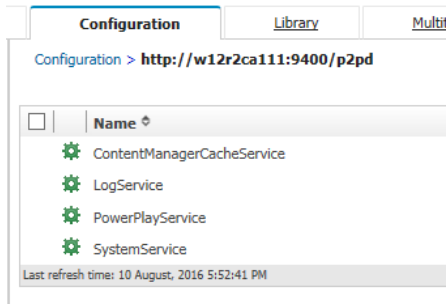 Configuration Library
Configuration > http://w12r2ca111:9400/p2pd
Name
ContentManagerCacheService
LogService
PowerPlayService
SystemService
Last refresh time: 10 August, 2016 5:52:41 PM